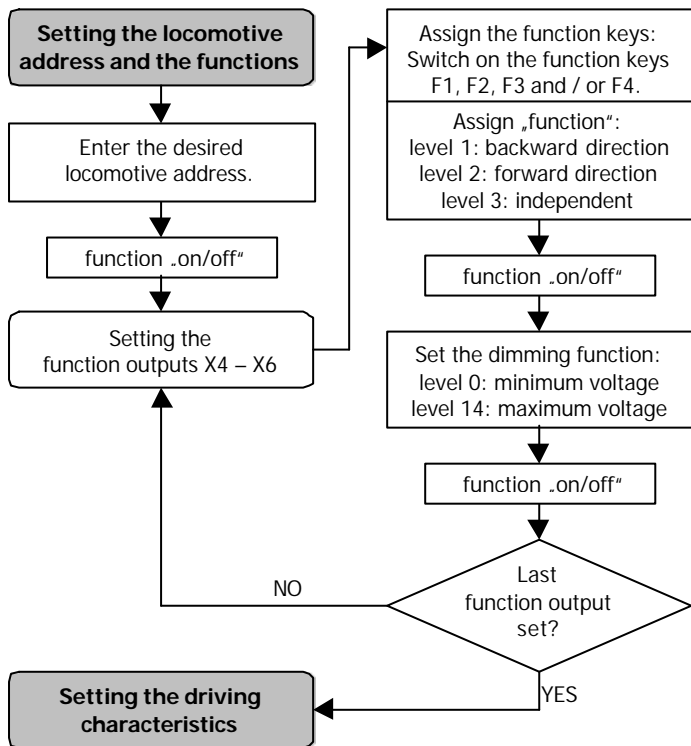 Setting the locomotive
address and the functions
Enter the desired
locomotive address.
function „on/off“
Setting the
function outputs X4 – X6
Assign the function keys:
Switch on the function keys
F1, F2, F3 and / or F4.
Assign „function“:
level 1: backward direction
level 2: forward direction
level 3: independent
function „on/off“
Set the dimming function:
level 0: minimum voltage
level 14: maximum voltage
function „on/off“
Last
function output
set?
NO
YES
Setting the driving
characteristics